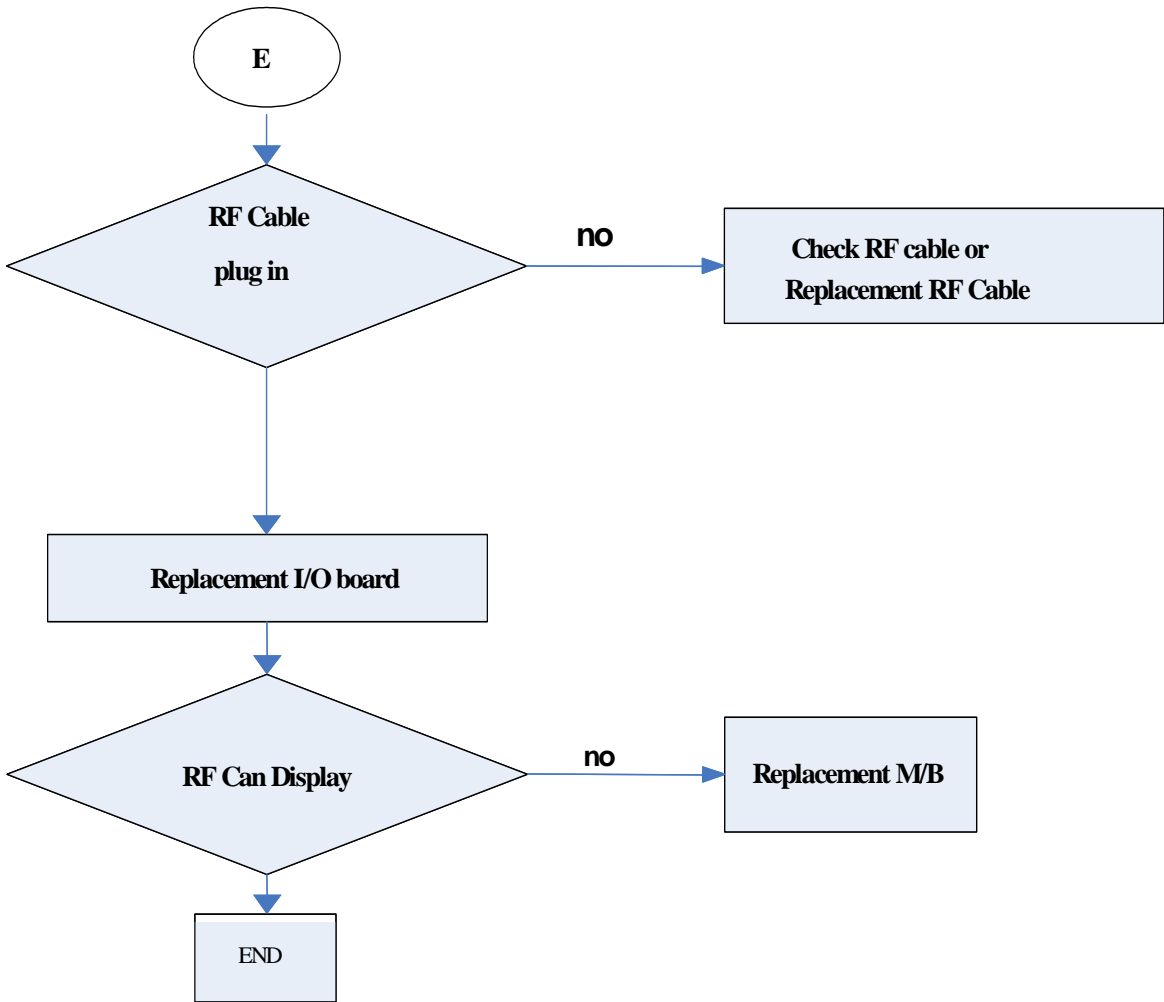 E
RF Cable
plug in
no
Check RF cable or
Replacement RF Cable
Replacement I/O board
RF Can Display
no
Replacement M/B
END